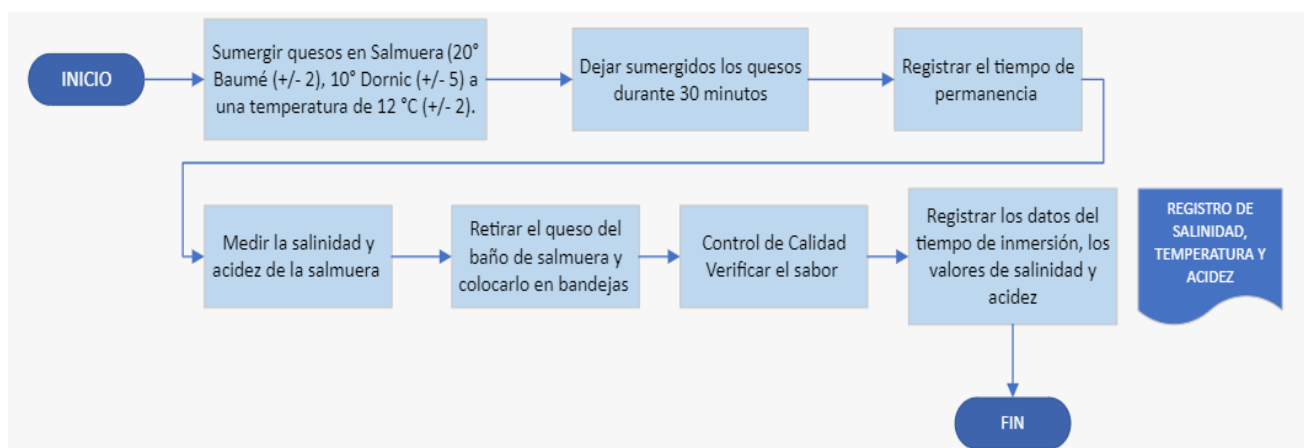 INICIO
Sumergir quesos en Salmuera (20°
Baumé (+/- 2), 10° Dornic (+/- 5) a
una temperatura de 12 °C (+/- 2).
Dejar sumergidos los quesos
durante 30 minutos
Registrar el tiempo de
permanencia
Medir la salinidad y
acidez de la salmuera
Retirar el queso del
baño de salmuera y
colocarlo en bandejas
Control de Calidad
Verificar el sabor
Registrar los datos del
tiempo de inmersión, los
valores de salinidad y
acidez
REGISTRO DE
SALINIDAD,
TEMPERATURA Y
ACIDEZ
FIN